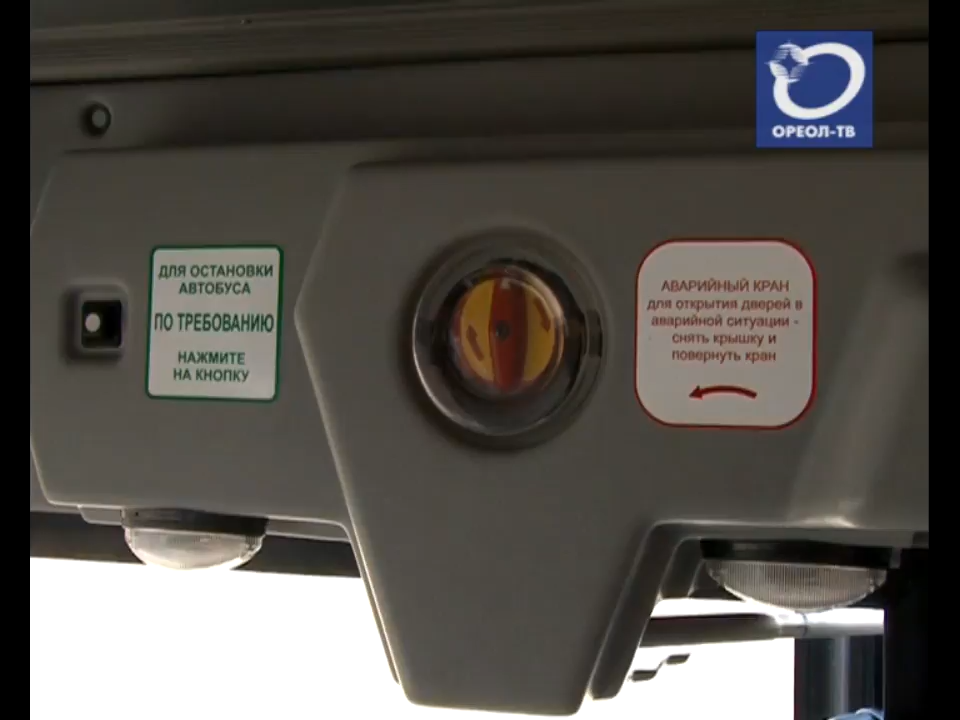 ОРЕОЛ-ТВ
ДЛЯ ОСТАНОВКИ
АВТОБУСА
ПО ТРЕБОВАНИЮ
НАЖМИТЕ
НА КНОПКУ
АВАРИЙНЫЙ КРАН
для открытия дверей в
аварийной ситуации -
снять крышку и
повернуть кран